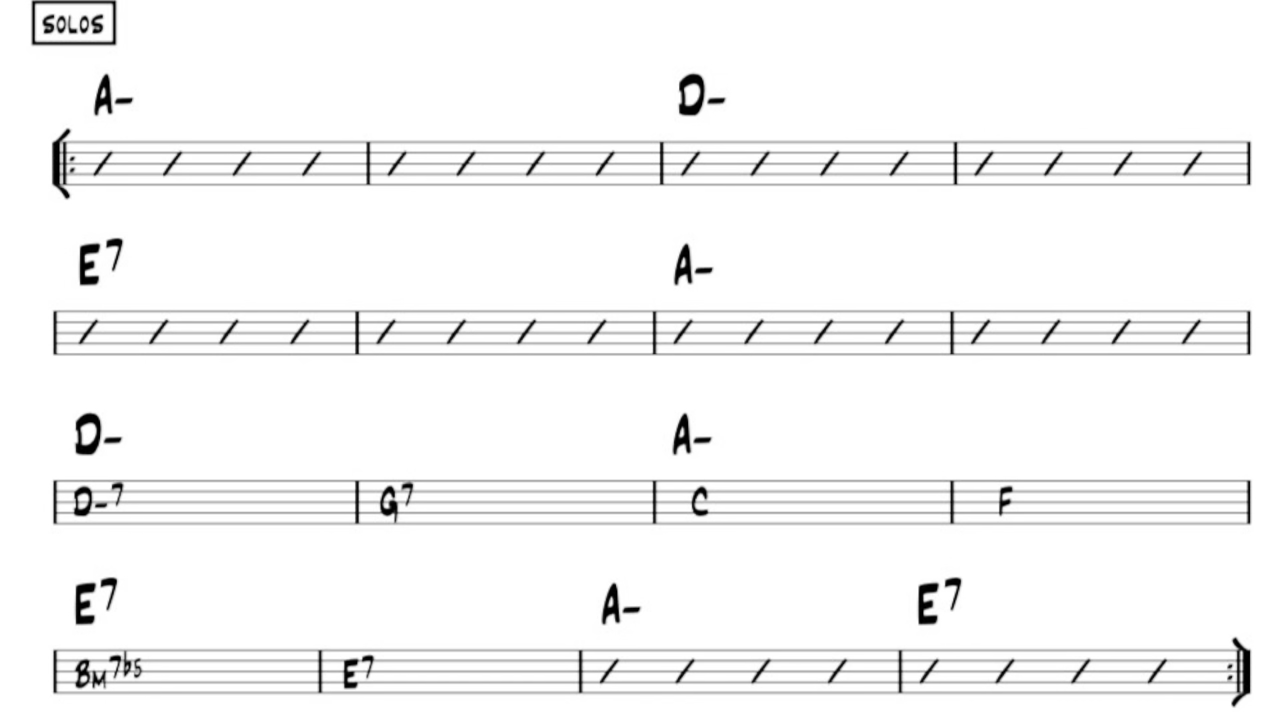 SOLOS
A- D-
E7 A-
D- A-
D-7 G7 C F
E7 A- E7
BM7b5 E7